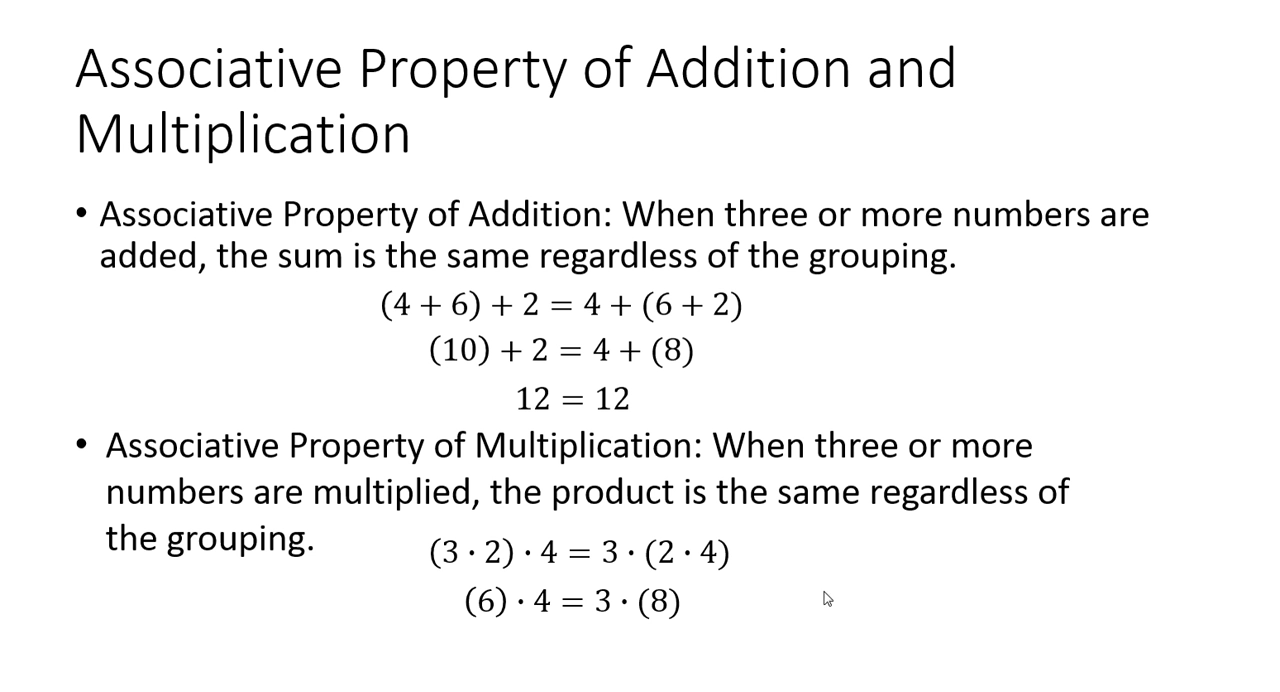 Associative Property of Addition and
Multiplication
• Associative Property of Addition: When three or more numbers are
added, the sum is the same regardless of the grouping.
(4 + 6) + 2 = 4 + (6 + 2)
(10) + 2 = 4 + (8)
12 = 12
• Associative Property of Multiplication: When three or more
numbers are multiplied, the product is the same regardless of
the grouping.
(3 · 2) · 4 = 3 · (2 · 4)
(6) · 4 = 3 · (8)